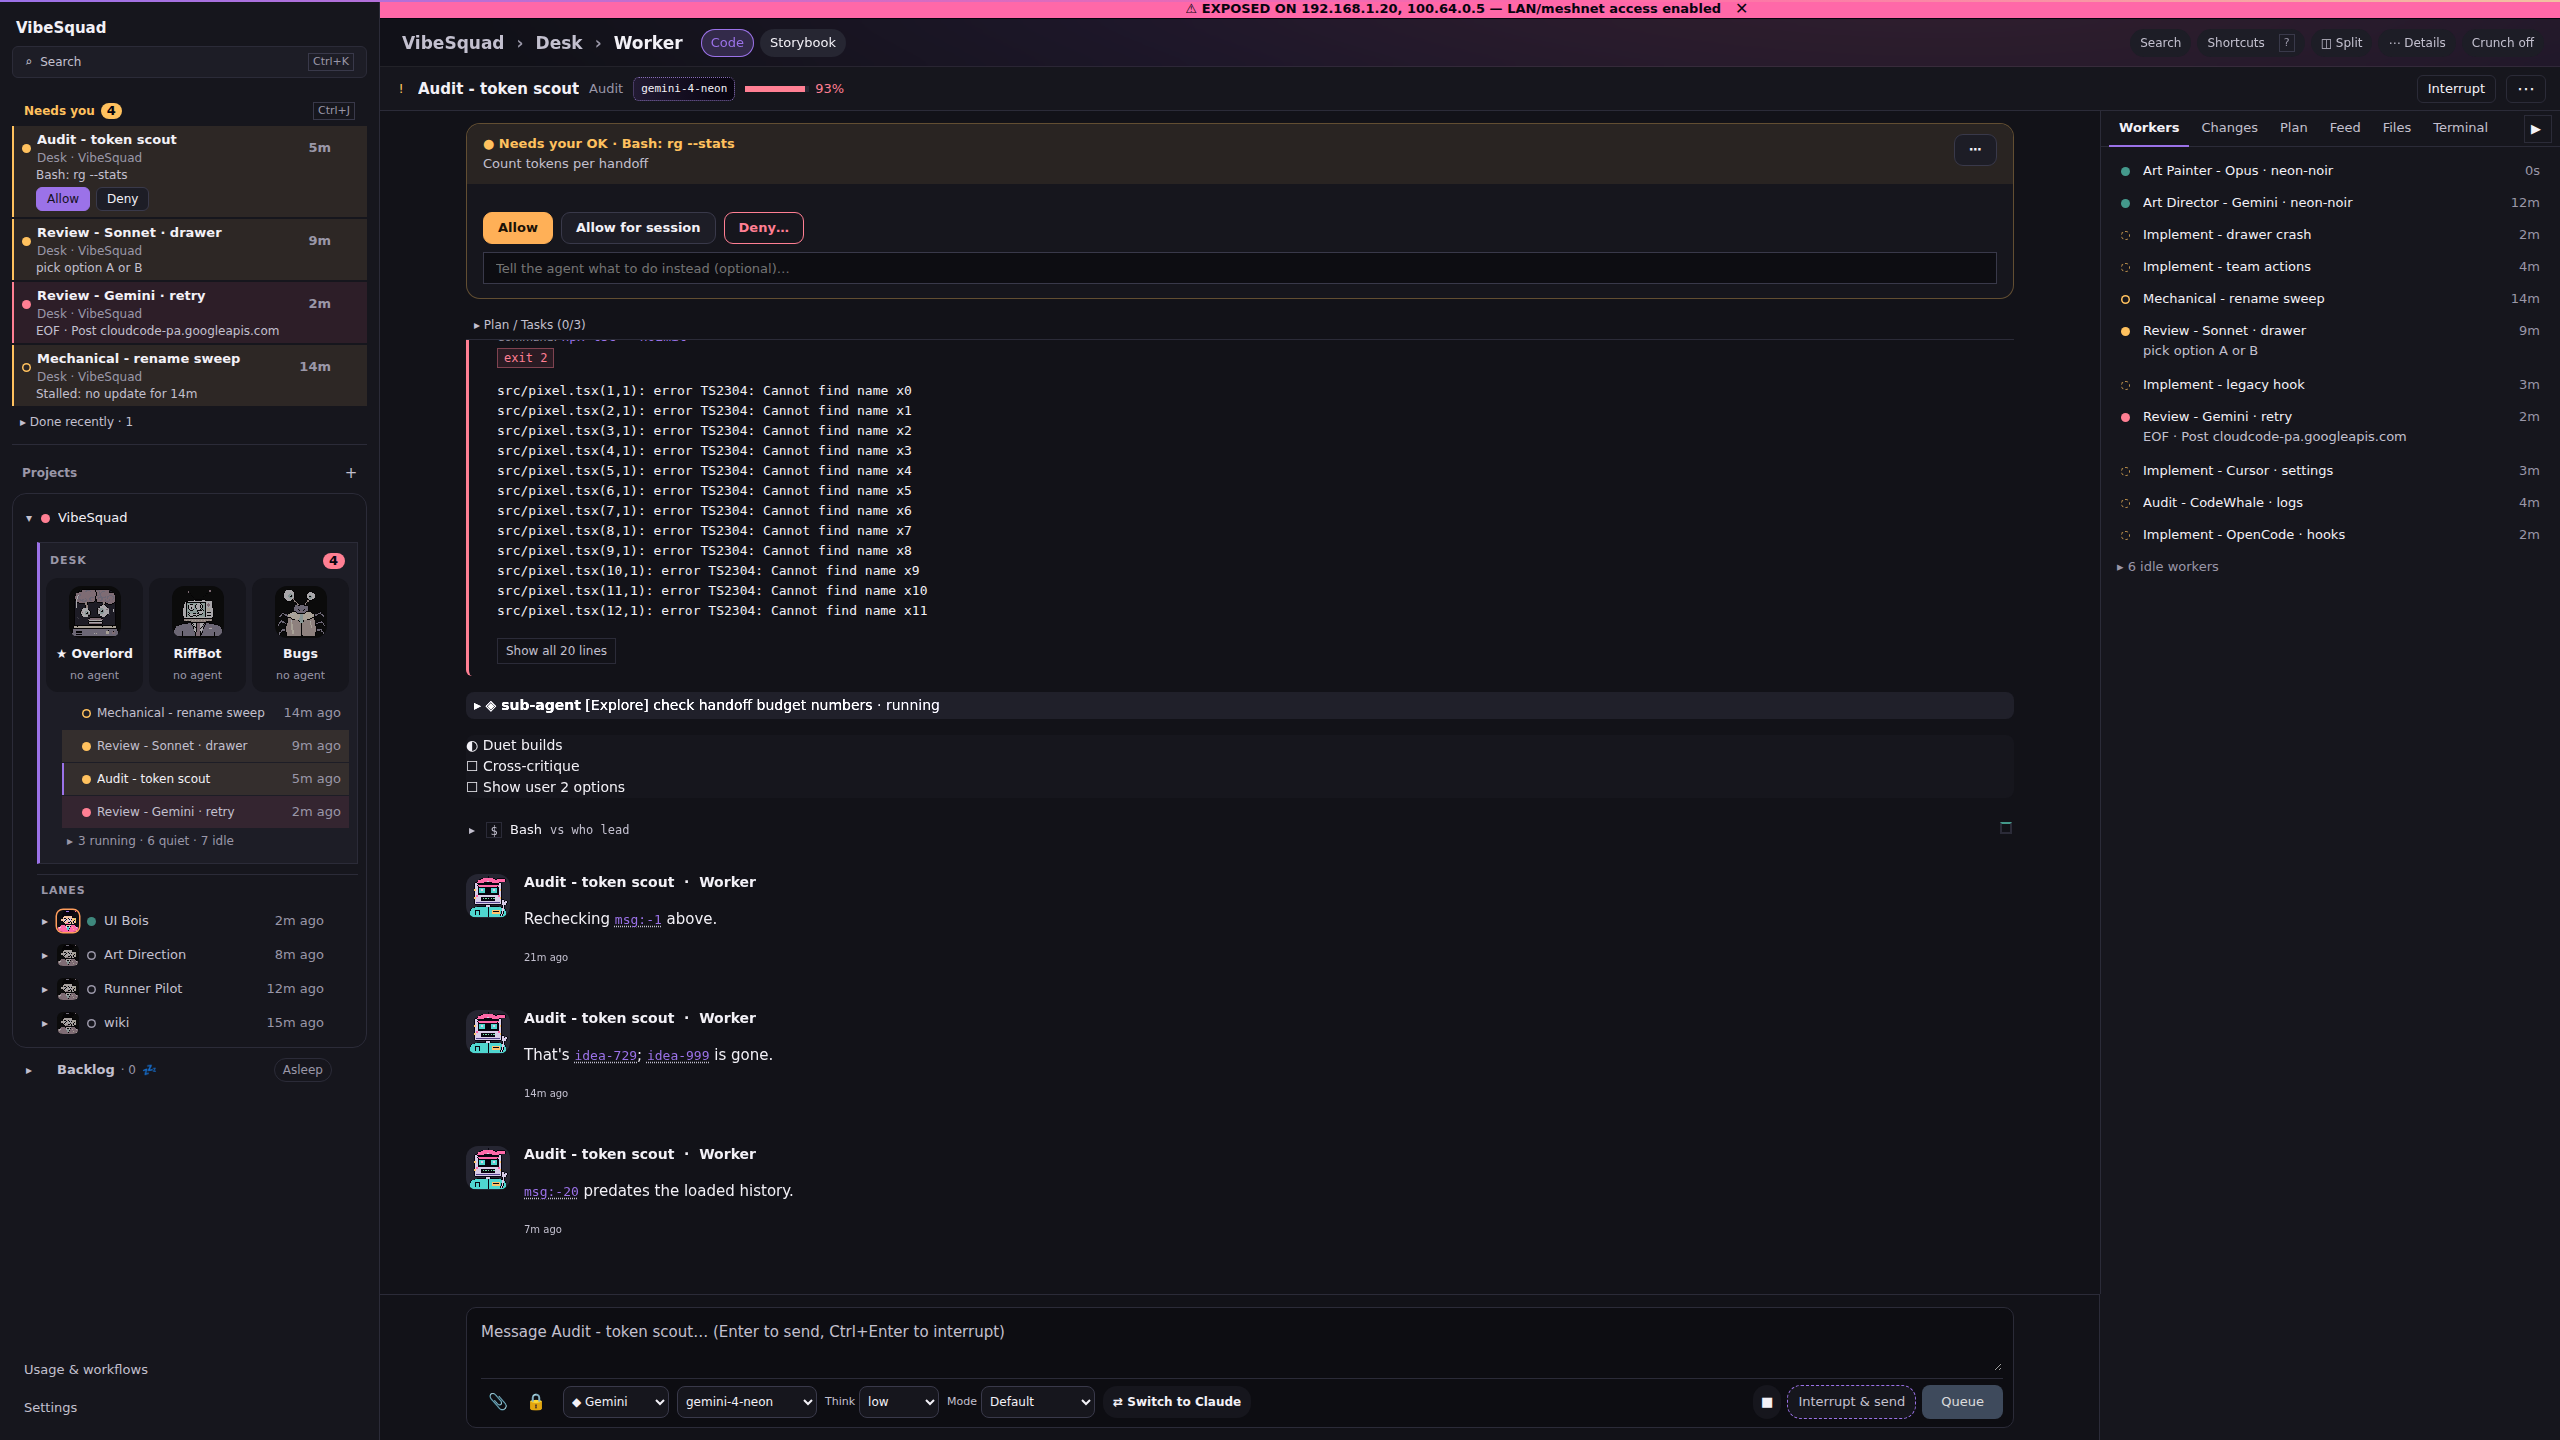 ⚠ EXPOSED ON 192.168.1.20, 100.64.0.5 — LAN/meshnet access enabled ✕
VibeSquad
Search Ctrl+K
Needs you 4 Ctrl+J
Audit - token scout 5m
Desk · VibeSquad
Bash: rg --stats
Allow Deny
Review - Sonnet · drawer 9m
Desk · VibeSquad
pick option A or B
Review - Gemini · retry 2m
Desk · VibeSquad
EOF · Post cloudcode-pa.googleapis.com
Mechanical - rename sweep 14m
Desk · VibeSquad
Stalled: no update for 14m
▸ Done recently · 1
Projects +
▾ VibeSquad
DESK 4
★ Overlord RiffBot Bugs
no agent no agent no agent
Mechanical - rename sweep 14m ago
Review - Sonnet · drawer 9m ago
Audit - token scout 5m ago
Review - Gemini · retry 2m ago
▸ 3 running · 6 quiet · 7 idle
LANES
▸ UI Bois 2m ago
▸ Art Direction 8m ago
▸ Runner Pilot 12m ago
▸ wiki 15m ago
▸ Backlog · 0 💤 Asleep
Usage & workflows
Settings
VibeSquad › Desk › Worker Code Storybook
Search Shortcuts ? ◫ Split ⋯ Details Crunch off
! Audit - token scout Audit gemini-4-neon 93%
Interrupt ⋯
● Needs your OK · Bash: rg --stats
Count tokens per handoff
⋯
Allow Allow for session Deny…
Tell the agent what to do instead (optional)…
▸ Plan / Tasks (0/3)
exit 2
src/pixel.tsx(1,1): error TS2304: Cannot find name x0
src/pixel.tsx(2,1): error TS2304: Cannot find name x1
src/pixel.tsx(3,1): error TS2304: Cannot find name x2
src/pixel.tsx(4,1): error TS2304: Cannot find name x3
src/pixel.tsx(5,1): error TS2304: Cannot find name x4
src/pixel.tsx(6,1): error TS2304: Cannot find name x5
src/pixel.tsx(7,1): error TS2304: Cannot find name x6
src/pixel.tsx(8,1): error TS2304: Cannot find name x7
src/pixel.tsx(9,1): error TS2304: Cannot find name x8
src/pixel.tsx(10,1): error TS2304: Cannot find name x9
src/pixel.tsx(11,1): error TS2304: Cannot find name x10
src/pixel.tsx(12,1): error TS2304: Cannot find name x11
Show all 20 lines
▸ ◈ sub-agent [Explore] check handoff budget numbers · running
◐ Duet builds
☐ Cross-critique
☐ Show user 2 options
▸ $ Bash vs who lead
Audit - token scout · Worker
Rechecking msg:-1 above.
21m ago
Audit - token scout · Worker
That's idea-729; idea-999 is gone.
14m ago
Audit - token scout · Worker
msg:-20 predates the loaded history.
7m ago
Message Audit - token scout… (Enter to send, Ctrl+Enter to interrupt)
📎 🔒 ◆ Gemini gemini-4-neon Think low Mode Default ⇄ Switch to Claude
■ Interrupt & send Queue
Workers Changes Plan Feed Files Terminal ▶
Art Painter - Opus · neon-noir 0s
Art Director - Gemini · neon-noir 12m
Implement - drawer crash 2m
Implement - team actions 4m
Mechanical - rename sweep 14m
Review - Sonnet · drawer 9m
pick option A or B
Implement - legacy hook 3m
Review - Gemini · retry 2m
EOF · Post cloudcode-pa.googleapis.com
Implement - Cursor · settings 3m
Audit - CodeWhale · logs 4m
Implement - OpenCode · hooks 2m
▸ 6 idle workers